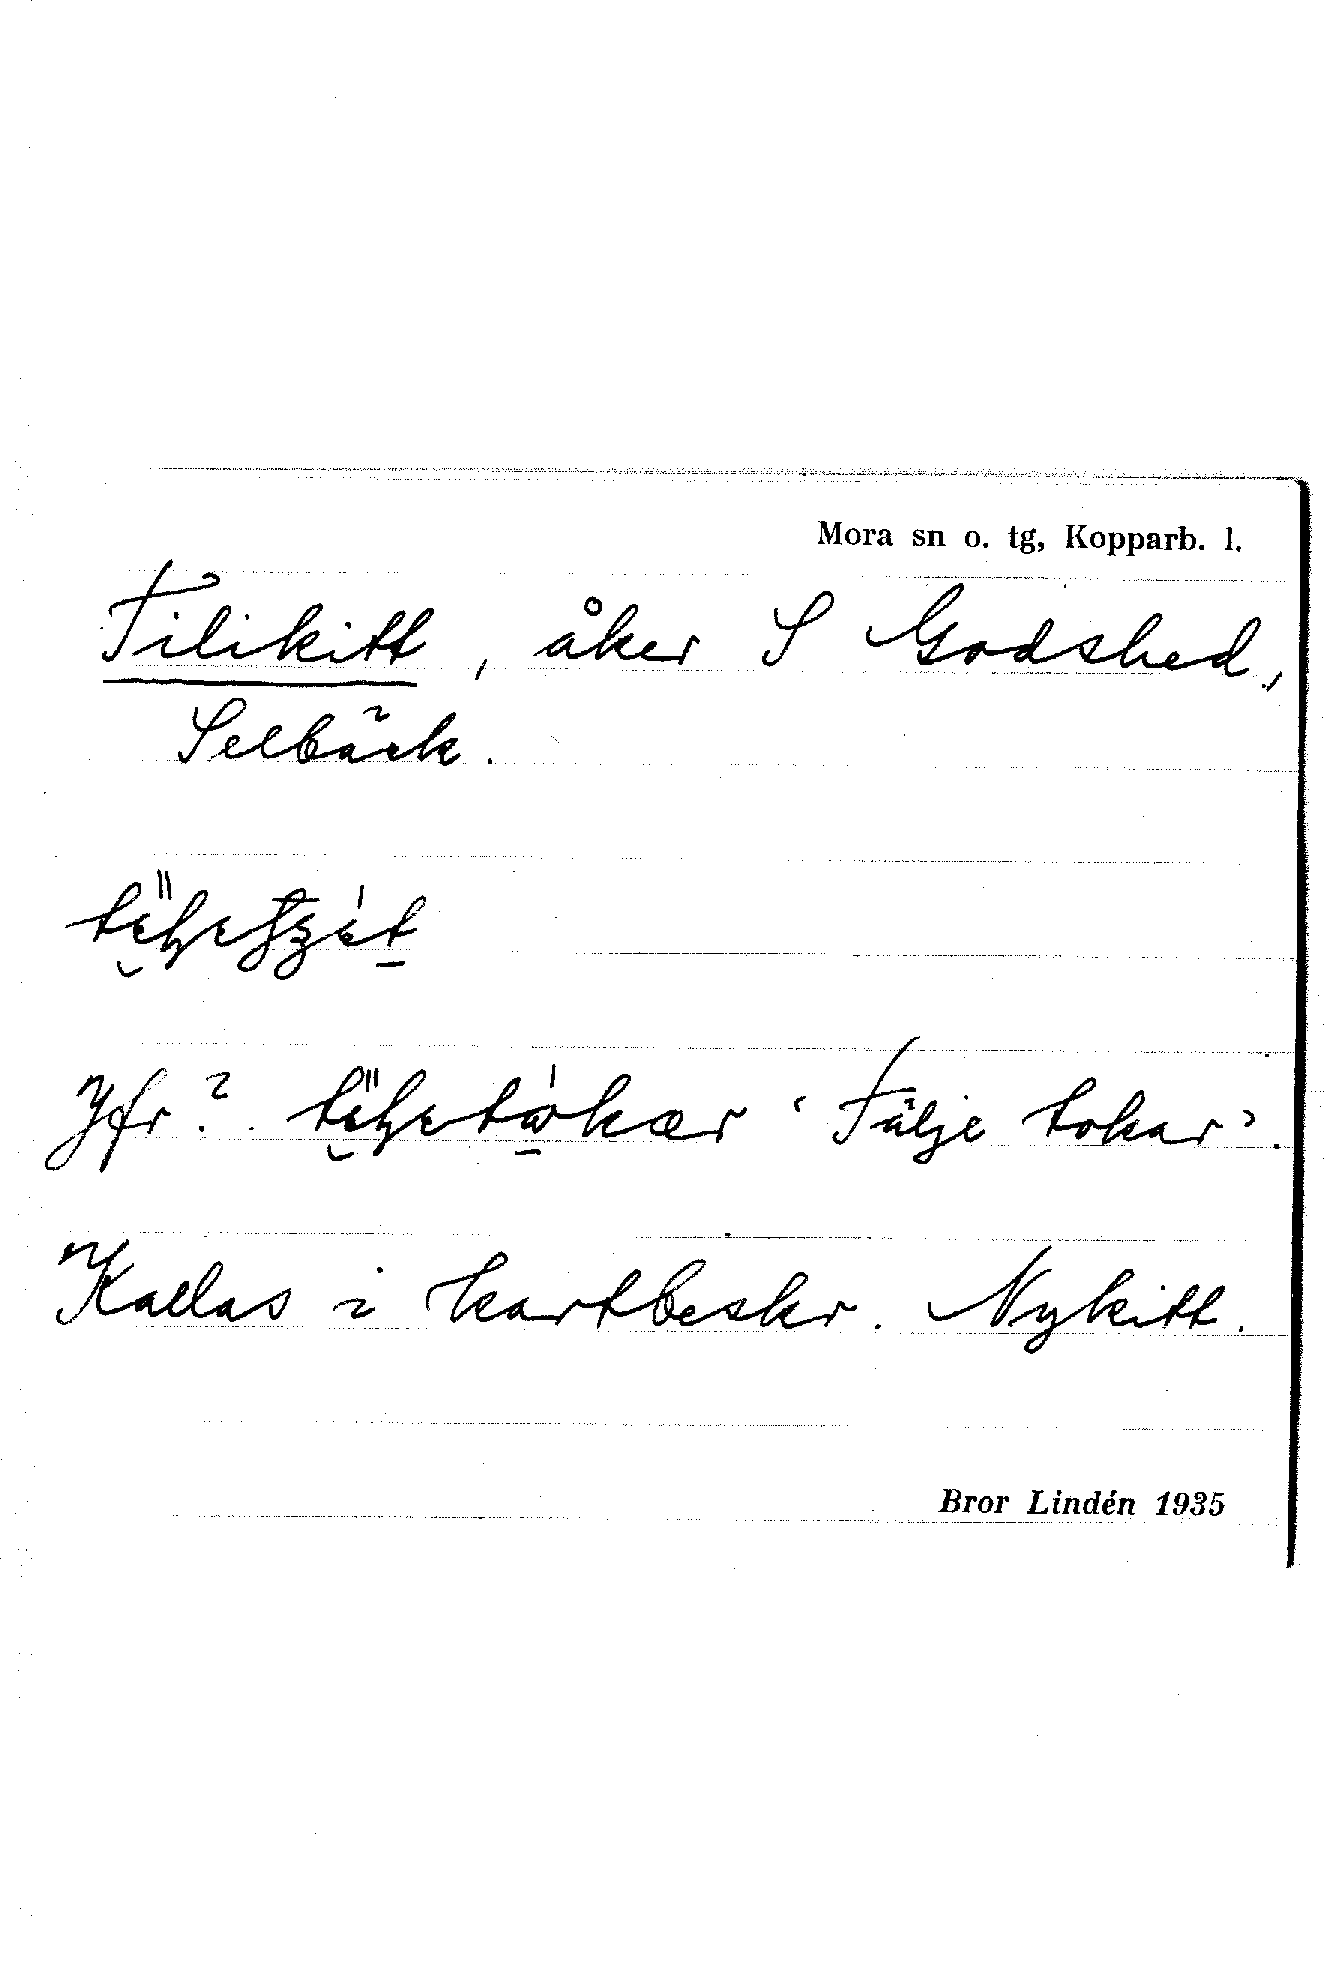 Mora sn o. tg, Kopparb. l.
Tilikitt, åker S Godshed,
Selbäck.
Jfr? 'Tälje tokar'.
Kallas i kartbeskr. Nykitt.
Bror Lindén 1935